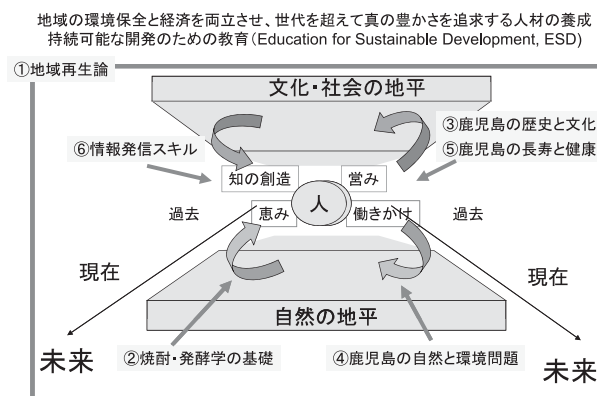 地域の環境保全と経済を両立させ、世代を超えて真の豊かさを追求する人材の養成
持続可能な開発のための教育(Education for Sustainable Development, ESD)
①地域再生論
文化・社会の地平
③鹿児島の歴史と文化
⑤鹿児島の長寿と健康
⑥情報発信スキル
知の創造
営み
人
過去
恵み
働きかけ
過去
現在
現在
自然の地平
未来
未来
②焼酎・発酵学の基礎
④鹿児島の自然と環境問題